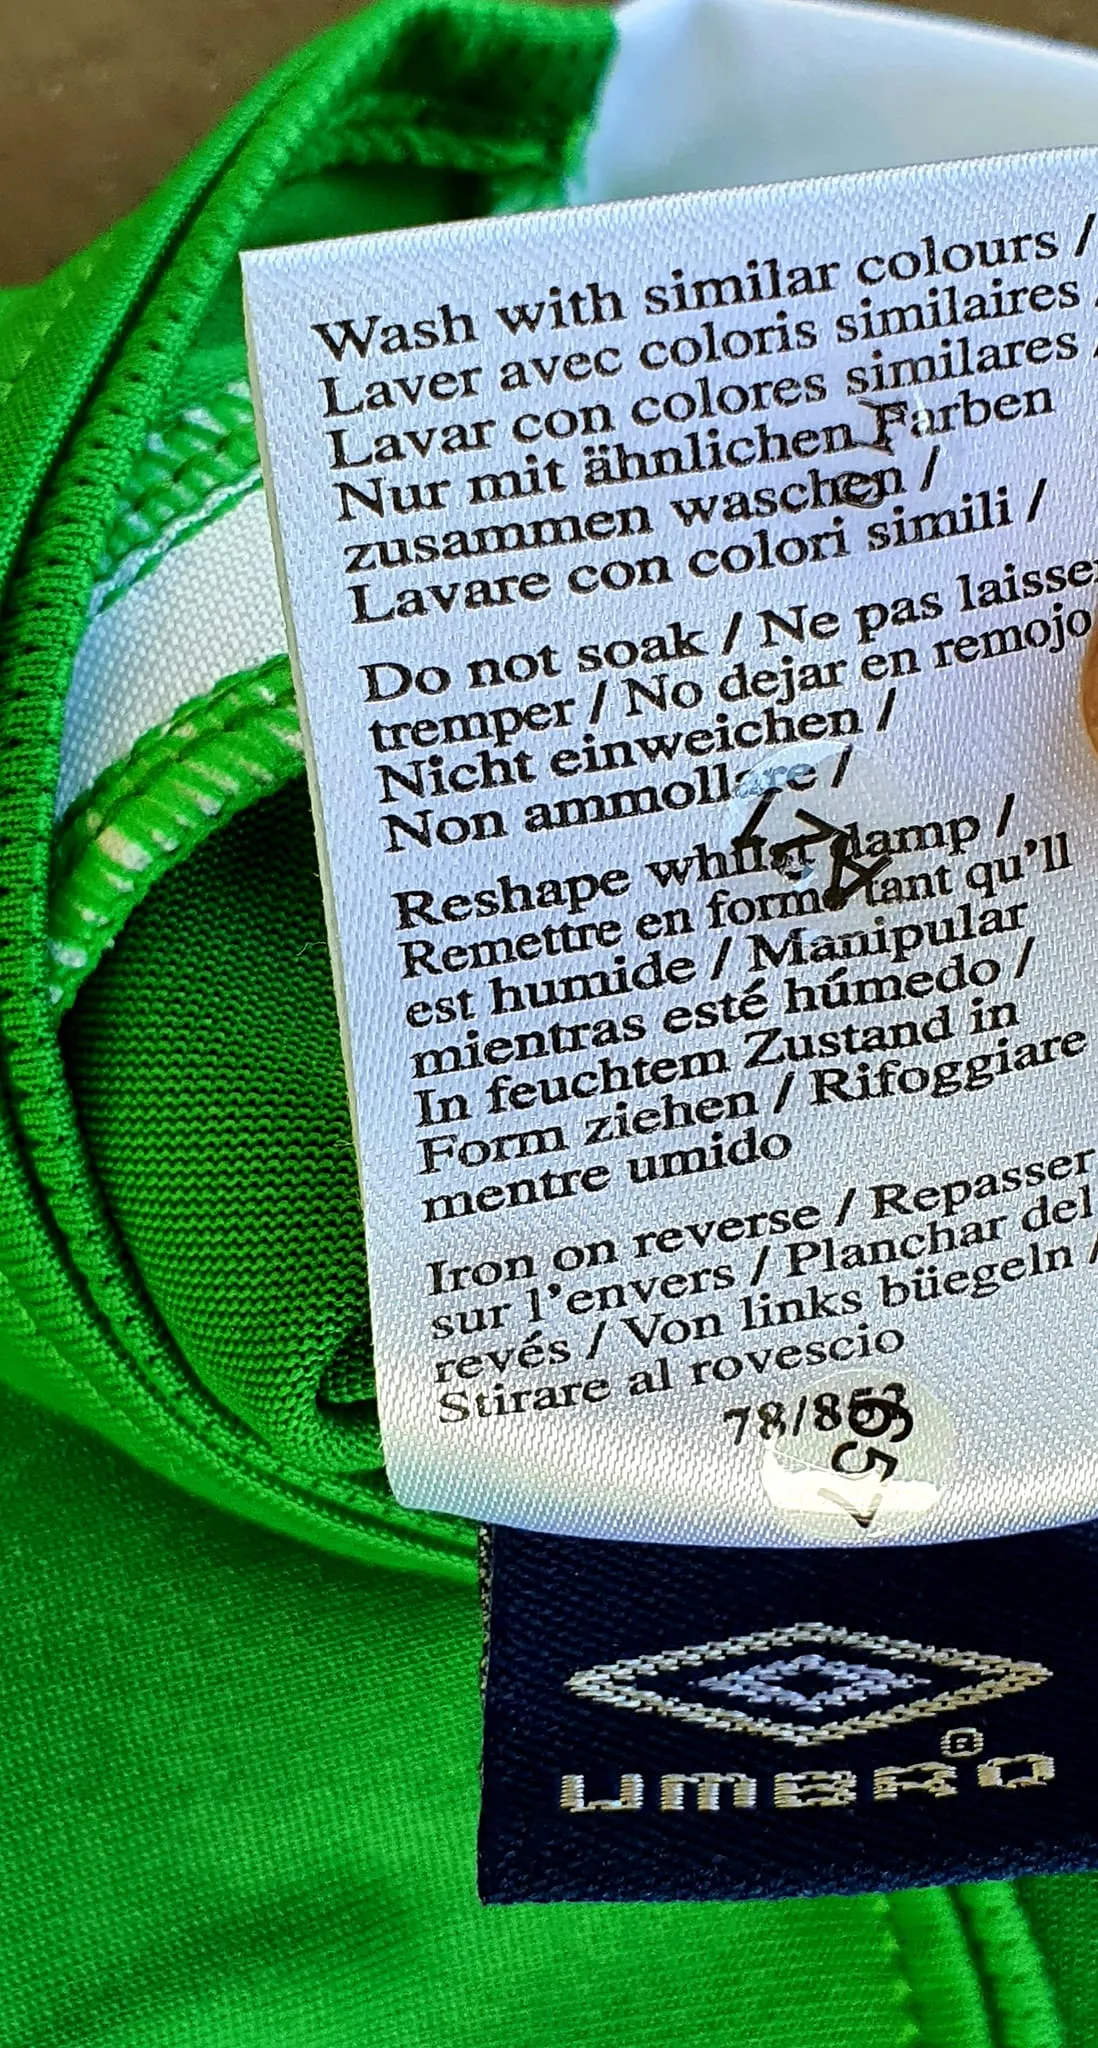 Wash with similar colours /
Laver avec coloris similaires /
Lavar con colores similares /
Nur mit ähnlichen Farben
zusammen waschen /
Lavare con colori simili /
Do not soak / Ne pas laisser
tremper / No dejar en remojo
Nicht einweichen /
Non ammollare /
Reshape whilst damp /
Remettre en forme tant qu'll
est humide / Manipular
mientras esté húmedo /
In feuchtem Zustand in
Form ziehen / Rifoggiare
mentre umido
Iron on reverse / Repasser
sur l'envers / Planchar del
revés / Von links büegeln /
Stirare al rovescio
UMBRO®